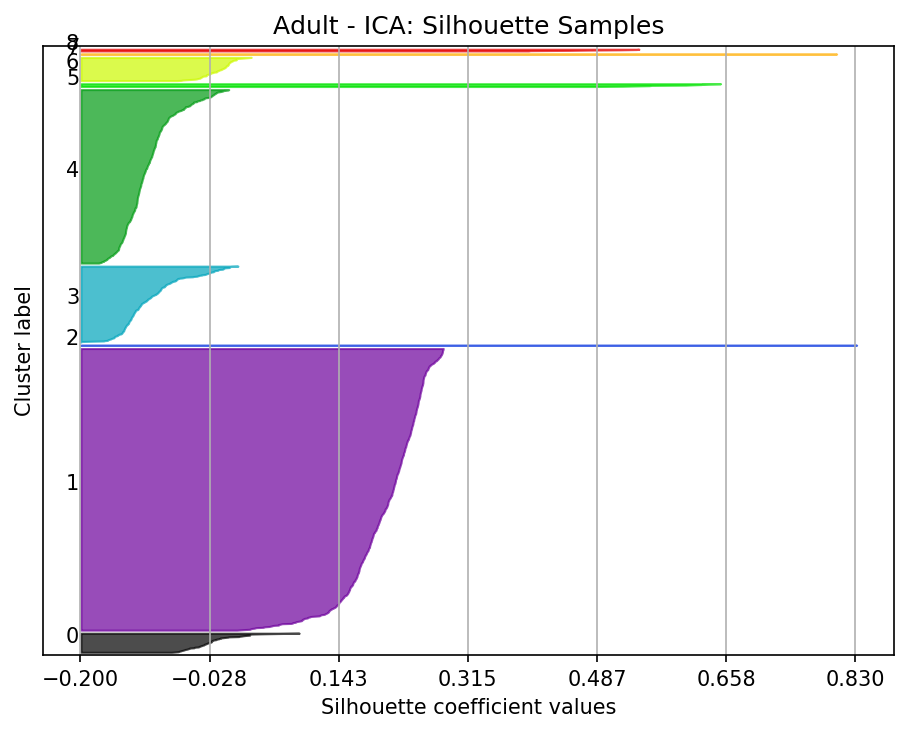 Adult - ICA: Silhouette Samples
8
7
6
5
4
3
2
1
0
Cluster label
−0.200 −0.028 0.143 0.315 0.487 0.658 0.830
Silhouette coefficient values